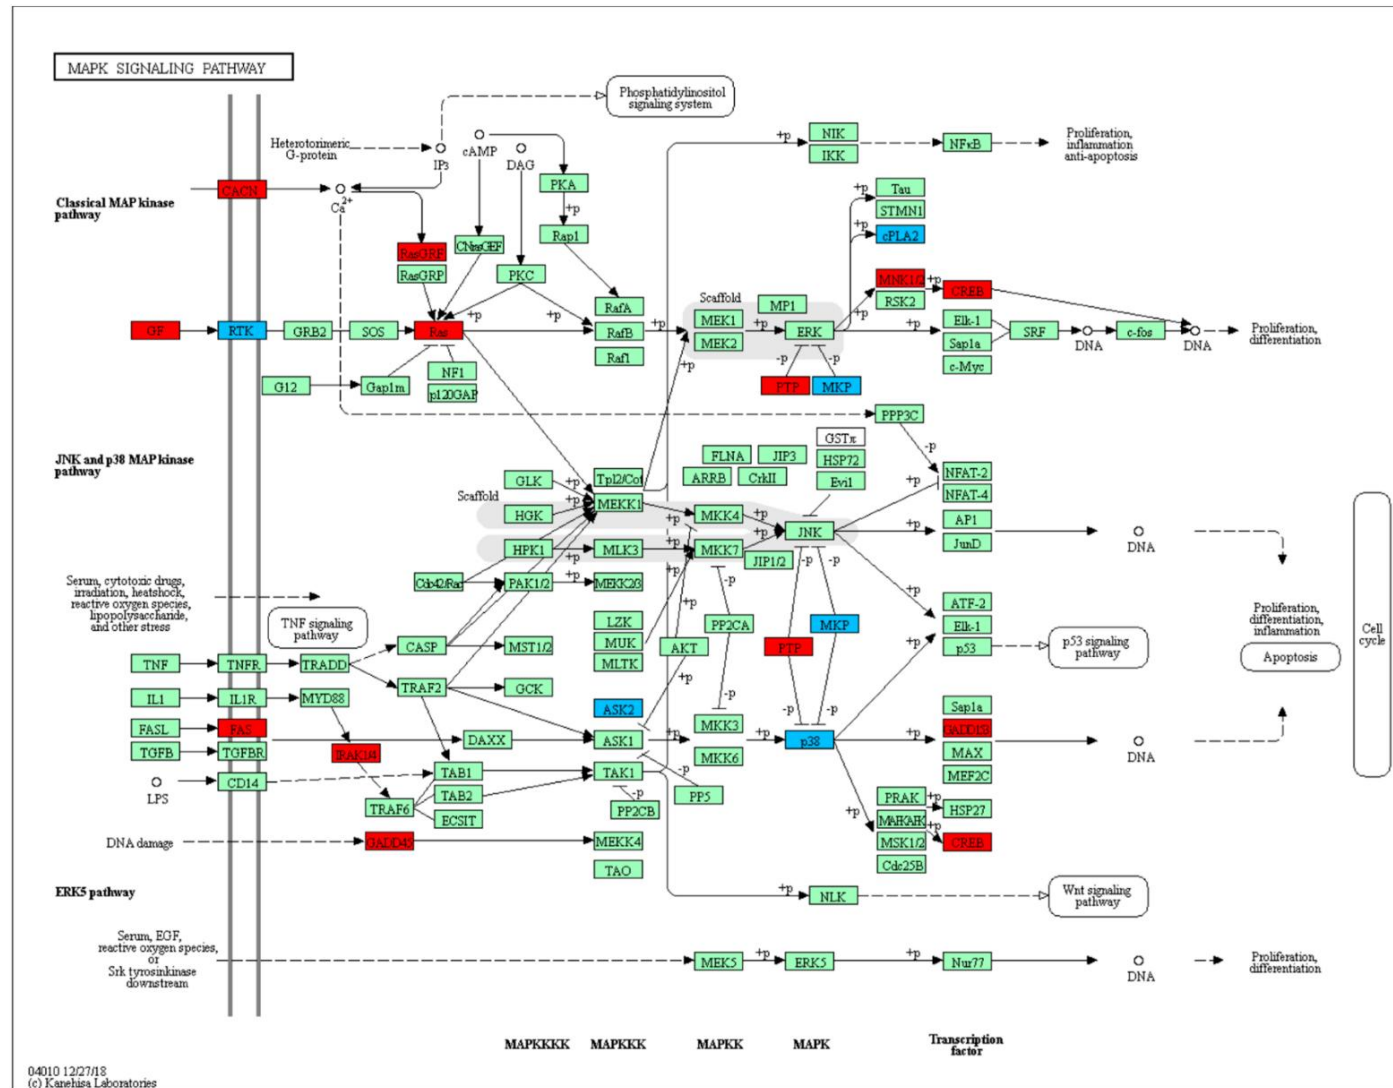 MAPK SIGNALING PATHWAY
Phosphatidylinositol
signaling system
Heterotorimeric
G-protein
IP3
cAMP
DAG
NIK
IKK
+p
NFκB
Proliferation,
inflammation
anti-apoptosis
Classical MAP kinase
pathway
CACN
Ca2+
PKA
+p
Rap1
RasGRF
RasGRP
CNrasGEF
PKC
Tau
STMN1
cPLA2
+p
+p
MNK1/2
RSK2
+p
CREB
Scaffold
MP1
GF
RTK
GRB2
SOS
Ras
+p
RafA
RafB
Raf1
+p
+p
MEK1
MEK2
+p
ERK
+p
Elk-1
Sap1a
c-Myc
SRF
DNA
c-fos
DNA
Proliferation,
differentiation
G12
Gap1m
NF1
p120GAP
-p
-p
PTP
MKP
+p
PPP3C
-p
JNK and p38 MAP kinase
pathway
GSTπ
HSP72
Evi1
FLNA
JIP3
ARRB
CrkII
NFAT-2
NFAT-4
Scaffold
GLK
HGK
HPK1
+p
+p
+p
+p
Tpl2/Cot
MEKK1
MLK3
+p
+p
+p
MKK4
MKK7
+p
+p
JNK
JIP1/2
+p
+p
AP1
JunD
DNA
Cdc42/Rac
PAK1/2
+p
MEKK2/3
Serum, cytotoxic drugs,
irradiation, heatshock,
reactive oxygen species,
lipopolysaccharide,
and other stress
TNF signaling
pathway
LZK
MUK
MLTK
-p
PP2CA
AKT
+p
+p
-p
-p
MKP
PTP
+p
+p
ATF-2
Elk-1
p53
p53 signaling
pathway
Proliferation,
differentiation,
inflammation
Apoptosis
Cell
cycle
CASP
MST1/2
TNF
TNFR
TRADD
TRAF2
GCK
IL1
IL1R
MYD88
ASK2
-p
-p
-p
FASL
FAS
DAXX
ASK1
+p
MKK3
MKK6
+p
p38
+p
Sap1a
GADD153
MAX
MEF2C
DNA
TGFB
TGFBR
IRAK1/4
LPS
CD14
TAB1
TAB2
ECSIT
TRAF6
TAK1
-p
PP5
-p
PP2CB
+p
PRAK
MAPKAPK
MSK1/2
Cdc25B
+p
HSP27
+p
CREB
DNA damage
GADD45
MEKK4
TAO
ERK5 pathway
+p
NLK
Wnt signaling
pathway
Serum, EGF,
reactive oxygen species,
or
Srk tyrosinkinase
downstream
MEK5
+p
ERK5
+p
Nur77
DNA
Proliferation,
differentiation
MAPKKKK
MAPKKK
MAPKK
MAPK
Transcription
factor
04010 12/27/18
(c) Kanehisa Laboratories